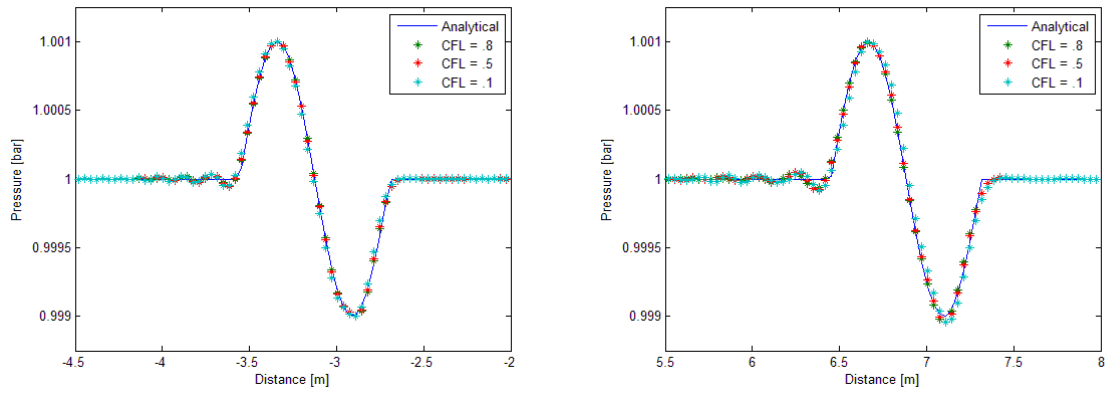 Analytical
CFL = .8
CFL = .5
CFL = .1
1.001
1.0005
1
0.9995
0.999
Pressure [bar]
-4.5 -4 -3.5 -3 -2.5 -2
Distance [m]
Analytical
CFL = .8
CFL = .5
CFL = .1
1.001
1.0005
1
0.9995
0.999
Pressure [bar]
5.5 6 6.5 7 7.5 8
Distance [m]